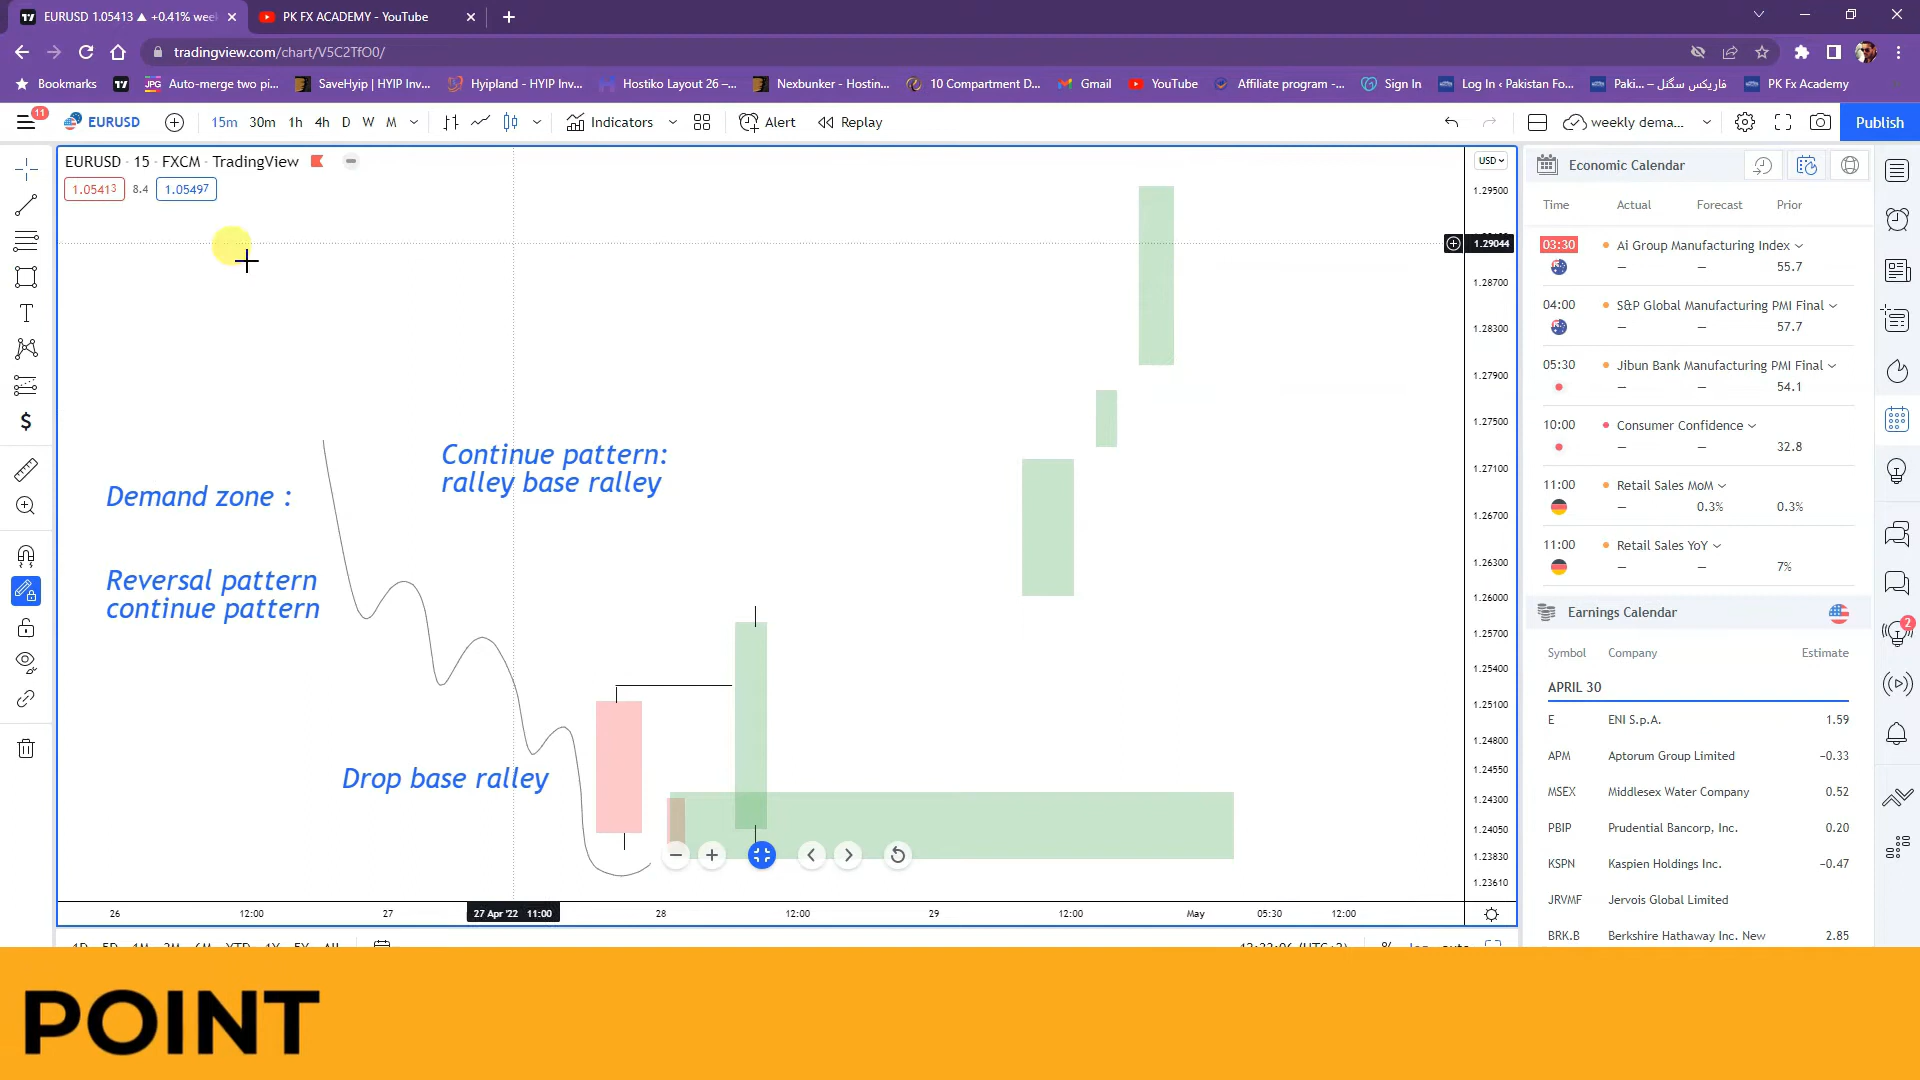 EURUSD 1.05413 ▲ +0.41% wee
PK FX ACADEMY - YouTube
tradingview.com/chart/V5C2TfO0/
Bookmarks
Auto-merge two pi...
SaveHyip | HYIP Inv...
Hyipland - HYIP Inv...
Hostiko Layout 26 –...
Nexbunker - Hostin...
10 Compartment D...
Gmail
YouTube
Affiliate program -...
Sign In
Log In ‹ Pakistan Fo...
فاریکس سگنل – Paki...
PK Fx Academy
11
EURUSD
15m 30m 1h 4h D W M
Indicators
Alert
Replay
weekly dema...
Publish
EURUSD · 15 · FXCM · TradingView
1.05413 8.4 1.05497
USD
1.29500
1.29044
1.28700
1.28300
1.27900
1.27500
1.27100
1.26700
1.26300
1.26000
1.25700
1.25400
1.25100
1.24800
1.24550
1.24300
1.24050
1.23830
1.23610
Continue pattern:
ralley base ralley
Demand zone :
Reversal pattern
continue pattern
Drop base ralley
26 12:00 27 27 Apr '22 11:00 28 12:00 29 12:00 May 05:30 12:00
Economic Calendar
Time Actual Forecast Prior
03:30 Ai Group Manufacturing Index
– – 55.7
04:00 S&P Global Manufacturing PMI Final
– – 57.7
05:30 Jibun Bank Manufacturing PMI Final
– – 54.1
10:00 Consumer Confidence
– – 32.8
11:00 Retail Sales MoM
– 0.3% 0.3%
11:00 Retail Sales YoY
– – 7%
Earnings Calendar
Symbol Company Estimate
APRIL 30
E ENI S.p.A. 1.59
APM Aptorum Group Limited −0.33
MSEX Middlesex Water Company 0.52
PBIP Prudential Bancorp, Inc. 0.20
KSPN Kaspien Holdings Inc. −0.47
JRVMF Jervois Global Limited
BRK.B Berkshire Hathaway Inc. New 2.85
2
POINT